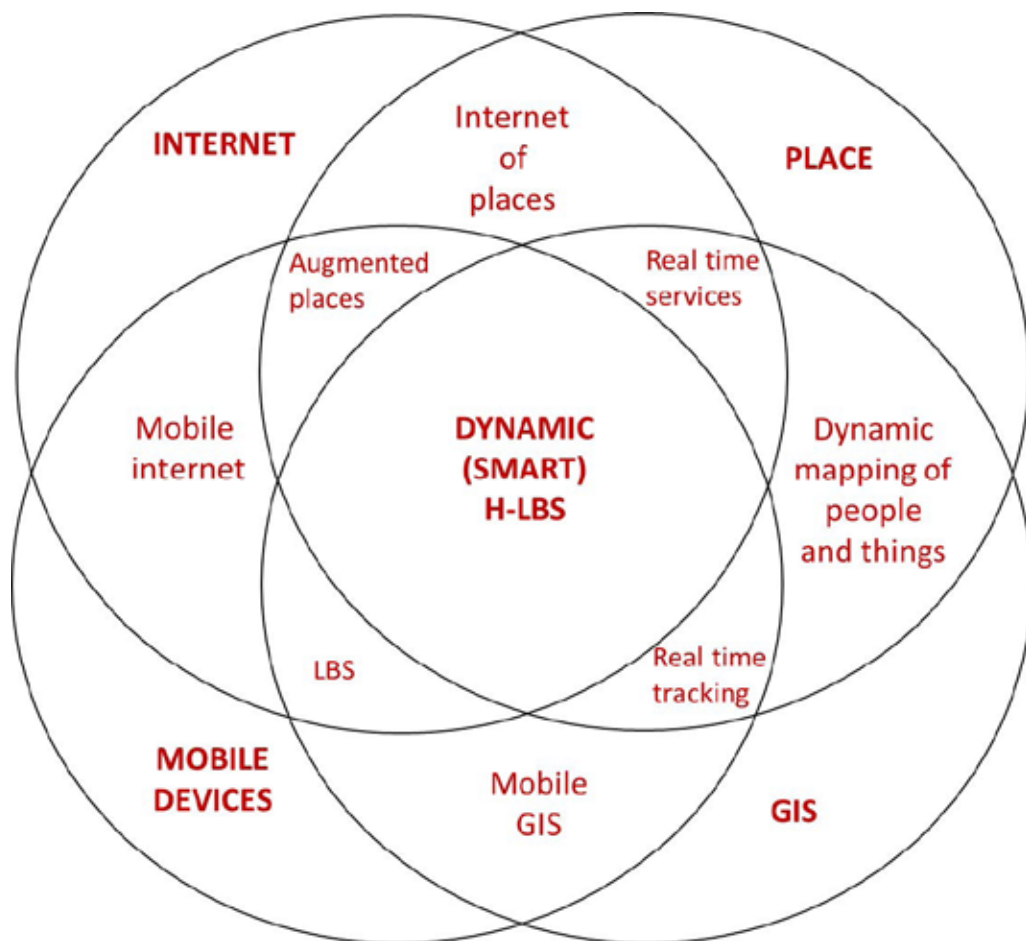 INTERNET
Internet
of
places
PLACE
Augmented
places
Real time
services
Mobile
internet
DYNAMIC
(SMART)
H-LBS
Dynamic
mapping of
people
and things
LBS
Real time
tracking
MOBILE
DEVICES
Mobile
GIS
GIS